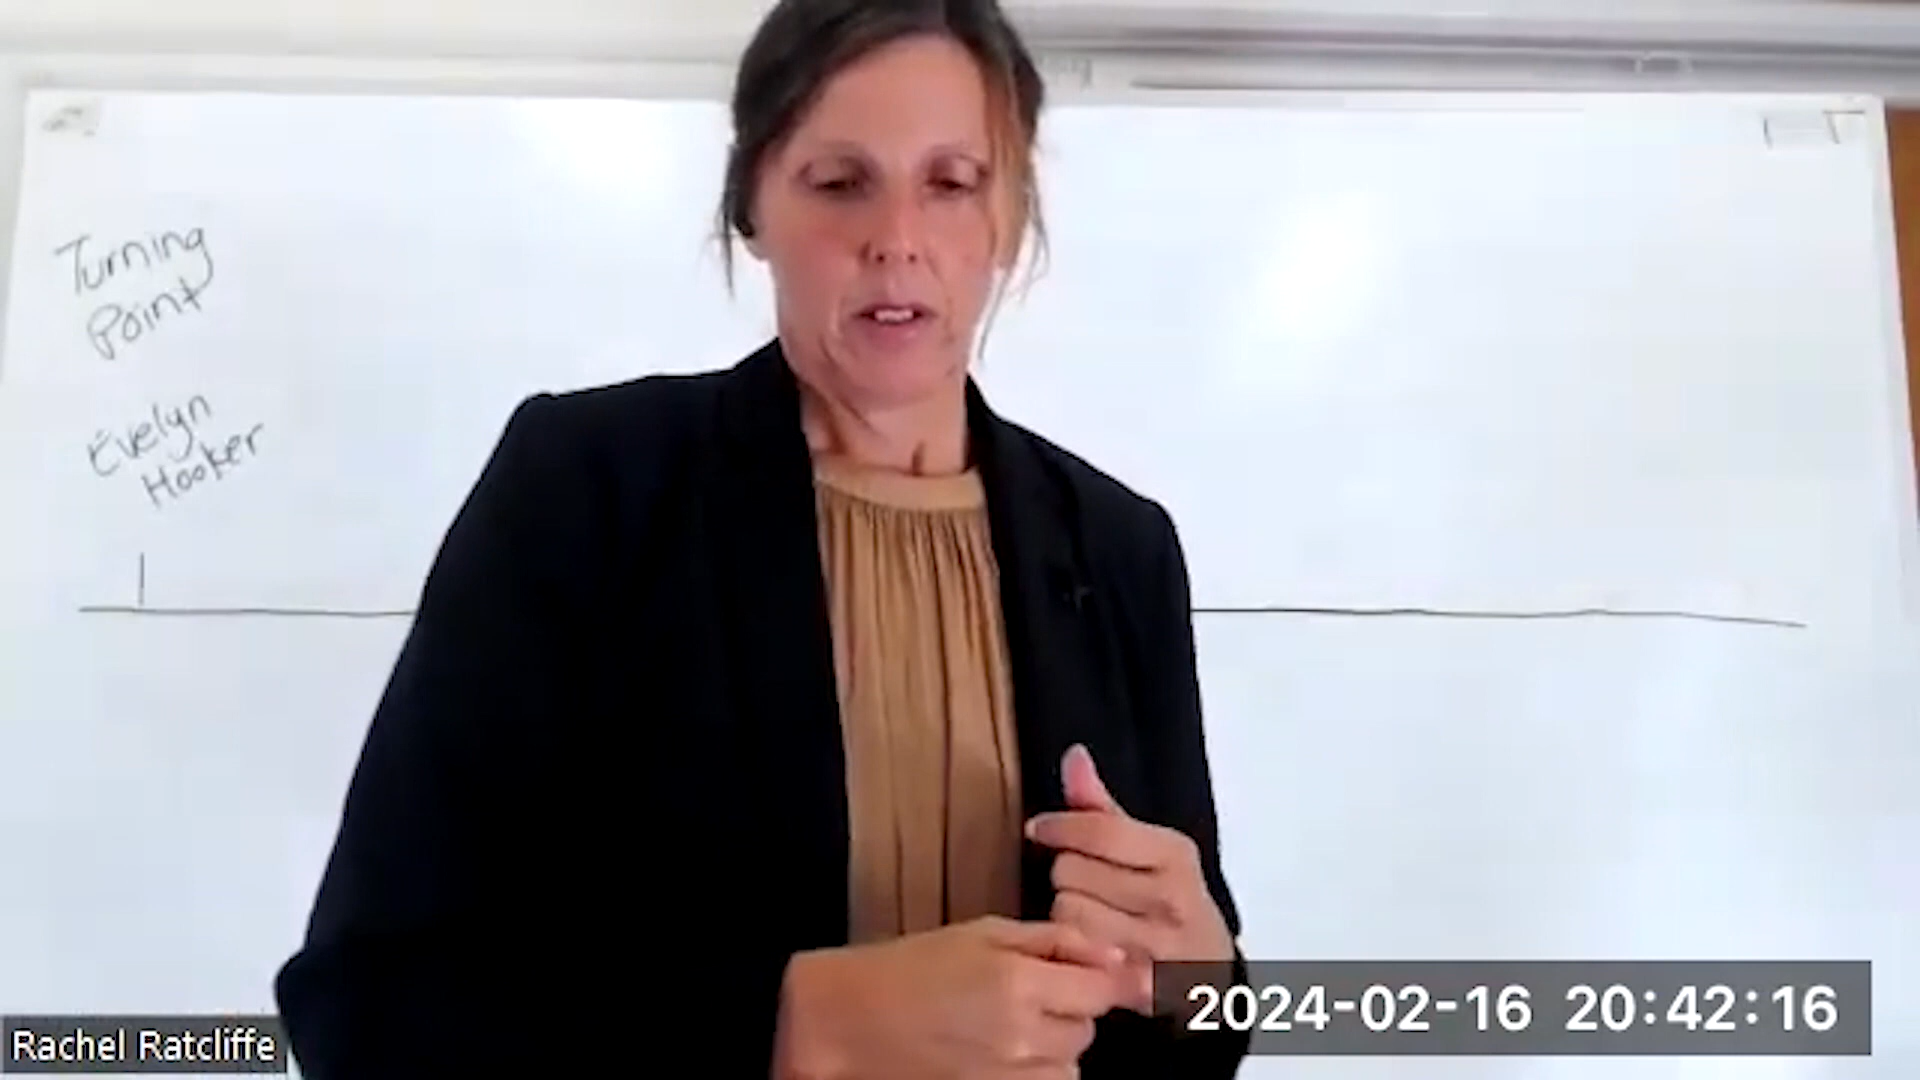 Turning
Point
Evelyn
Hooker
Rachel Ratcliffe
2024-02-16 20:42:16